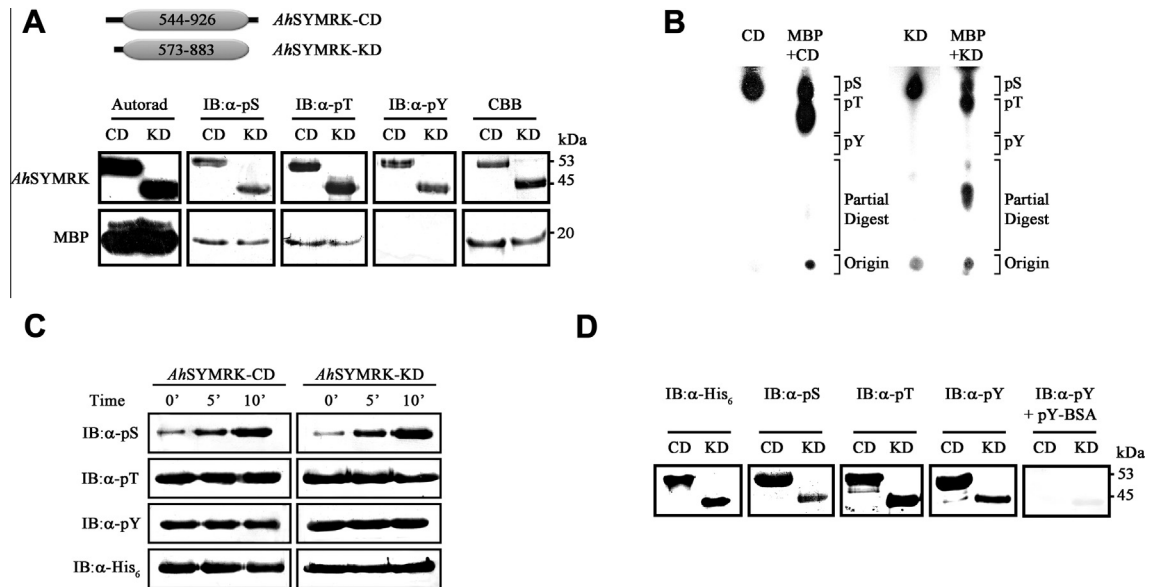 A
544-926 AhSYMRK-CD
573-883 AhSYMRK-KD
Autorad IB:α-pS IB:α-pT IB:α-pY CBB
CD KD CD KD CD KD CD KD CD KD kDa
AhSYMRK 53
45
MBP 20
B
CD MBP +CD KD MBP +KD
pS pS
pT pT
pY pY
Partial Digest Partial Digest
Origin Origin
C
AhSYMRK-CD AhSYMRK-KD
Time 0' 5' 10' 0' 5' 10'
IB:α-pS
IB:α-pT
IB:α-pY
IB:α-His6
D
IB:α-His6 IB:α-pS IB:α-pT IB:α-pY IB:α-pY + pY-BSA
CD KD CD KD CD KD CD KD CD KD kDa
53
45